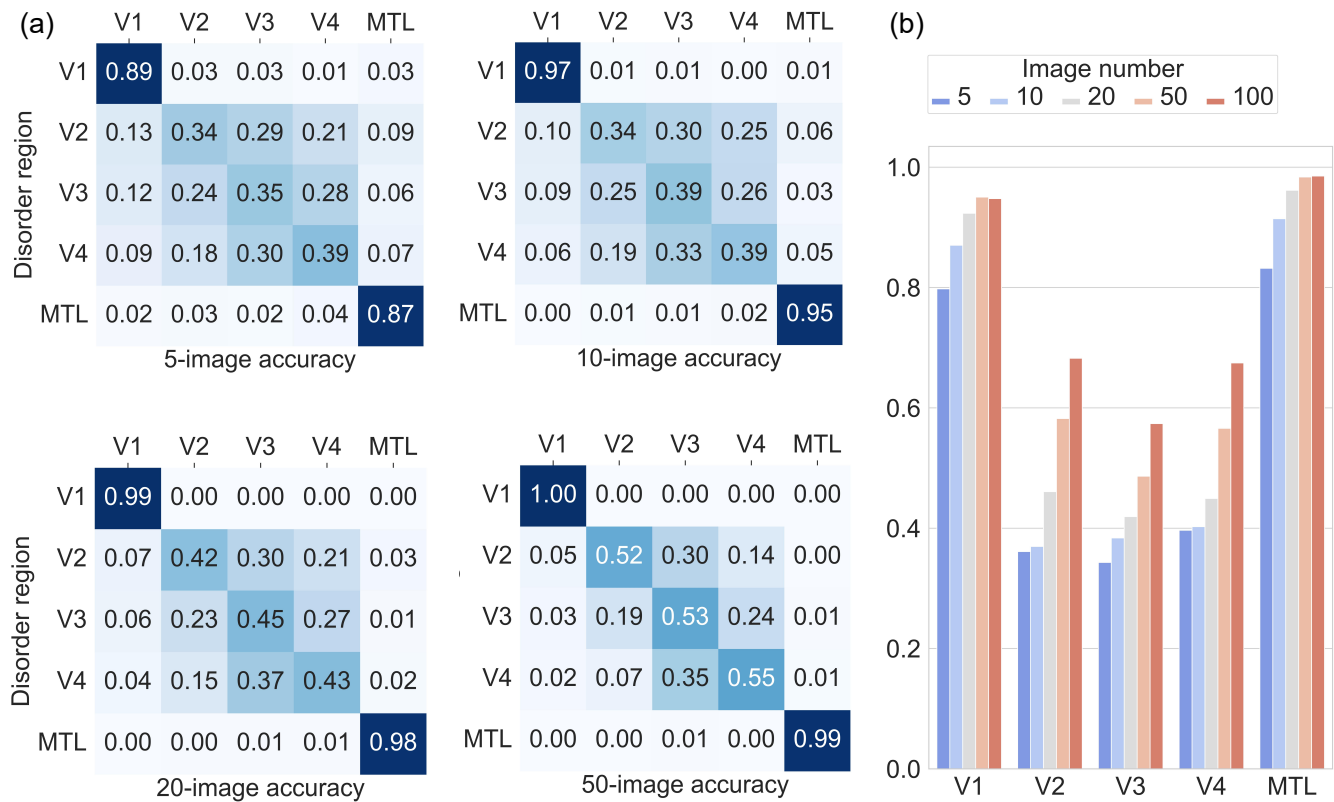 (a)
V1 V2 V3 V4 MTL
V1 0.89 0.03 0.03 0.01 0.03
V2 0.13 0.34 0.29 0.21 0.09
V3 0.12 0.24 0.35 0.28 0.06
V4 0.09 0.18 0.30 0.39 0.07
MTL 0.02 0.03 0.02 0.04 0.87
Disorder region
5-image accuracy
V1 V2 V3 V4 MTL
V1 0.97 0.01 0.01 0.00 0.01
V2 0.10 0.34 0.30 0.25 0.06
V3 0.09 0.25 0.39 0.26 0.03
V4 0.06 0.19 0.33 0.39 0.05
MTL 0.00 0.01 0.01 0.02 0.95
10-image accuracy
V1 V2 V3 V4 MTL
V1 0.99 0.00 0.00 0.00 0.00
V2 0.07 0.42 0.30 0.21 0.03
V3 0.06 0.23 0.45 0.27 0.01
V4 0.04 0.15 0.37 0.43 0.02
MTL 0.00 0.00 0.01 0.01 0.98
Disorder region
20-image accuracy
V1 V2 V3 V4 MTL
V1 1.00 0.00 0.00 0.00 0.00
V2 0.05 0.52 0.30 0.14 0.00
V3 0.03 0.19 0.53 0.24 0.01
V4 0.02 0.07 0.35 0.55 0.01
MTL 0.00 0.00 0.01 0.00 0.99
50-image accuracy
(b)
Image number
5 10 20 50 100
1.0
0.8
0.6
0.4
0.2
0.0
V1 V2 V3 V4 MTL